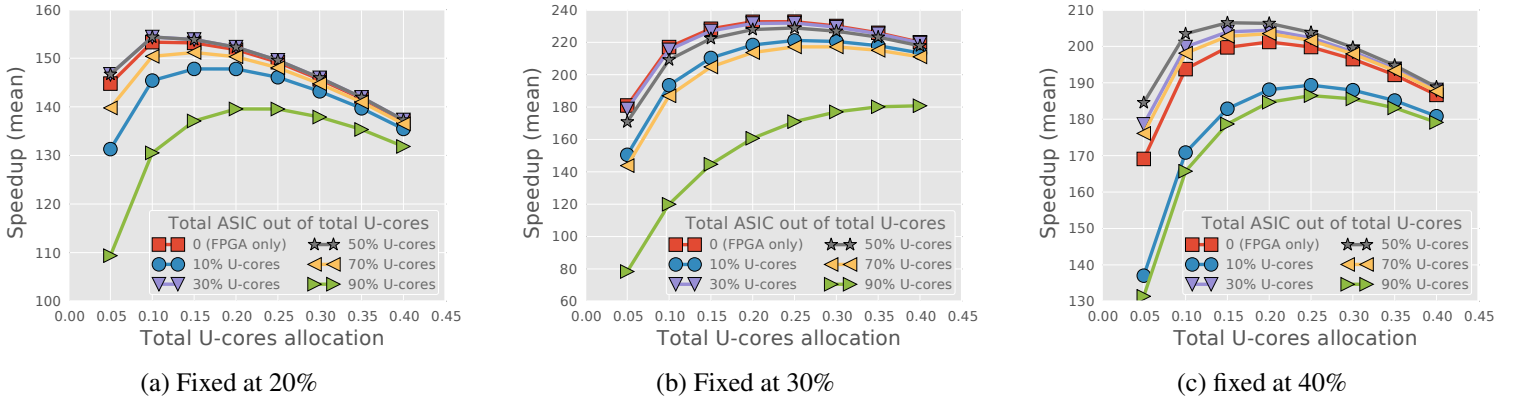 160
150
140
130
120
110
100
Speedup (mean)
0.00 0.05 0.10 0.15 0.20 0.25 0.30 0.35 0.40 0.45
Total U-cores allocation
Total ASIC out of total U-cores
0 (FPGA only) 50% U-cores
10% U-cores 70% U-cores
30% U-cores 90% U-cores
(a) Fixed at 20%
240
220
200
180
160
140
120
100
80
60
Speedup (mean)
0.00 0.05 0.10 0.15 0.20 0.25 0.30 0.35 0.40 0.45
Total U-cores allocation
Total ASIC out of total U-cores
0 (FPGA only) 50% U-cores
10% U-cores 70% U-cores
30% U-cores 90% U-cores
(b) Fixed at 30%
210
200
190
180
170
160
150
140
130
Speedup (mean)
0.00 0.05 0.10 0.15 0.20 0.25 0.30 0.35 0.40 0.45
Total U-cores allocation
Total ASIC out of total U-cores
0 (FPGA only) 50% U-cores
10% U-cores 70% U-cores
30% U-cores 90% U-cores
(c) fixed at 40%